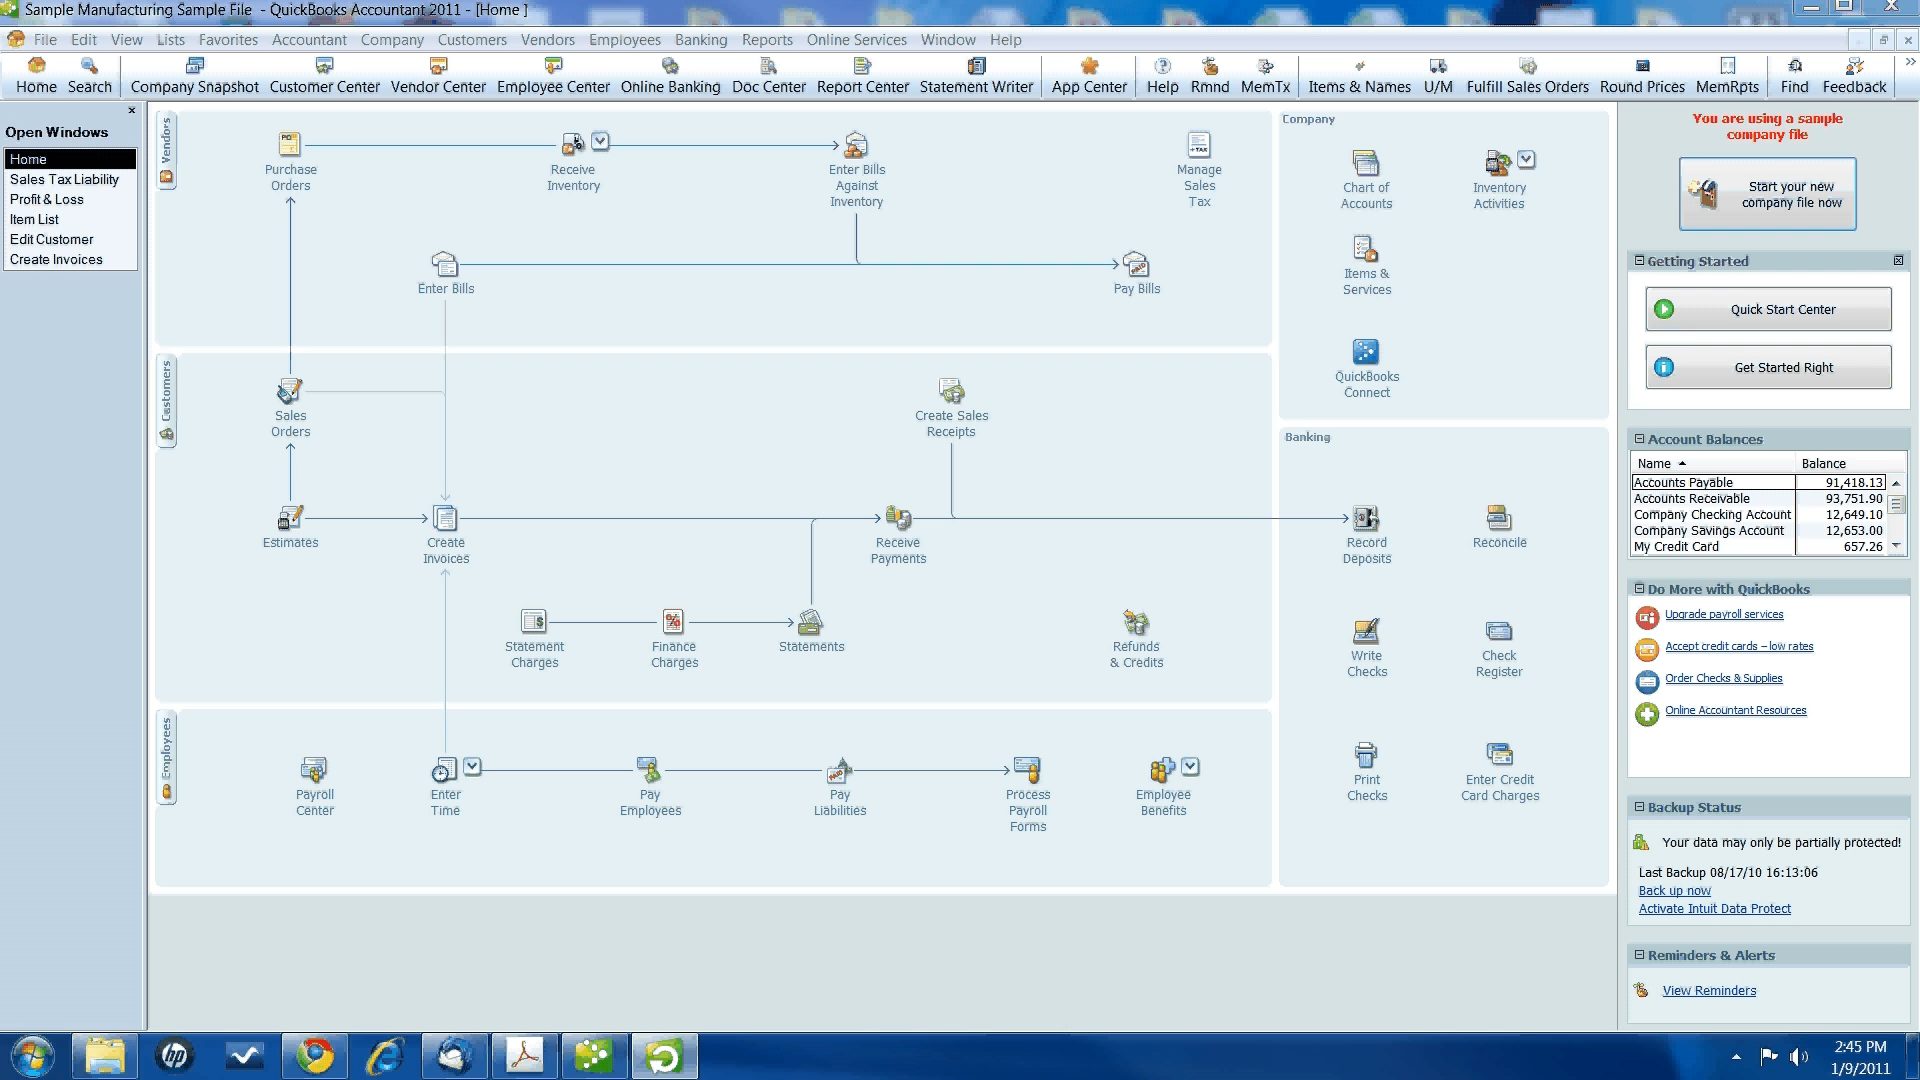 Sample Manufacturing Sample File - QuickBooks Accountant 2011 - [Home ]
File Edit View Lists Favorites Accountant Company Customers Vendors Employees Banking Reports Online Services Window Help
Home Search Company Snapshot Customer Center Vendor Center Employee Center Online Banking Doc Center Report Center Statement Writer App Center Help Rmnd MemTx Items & Names U/M Fulfill Sales Orders Round Prices MemRpts Find Feedback
Open Windows
Home
Sales Tax Liability
Profit & Loss
Item List
Edit Customer
Create Invoices
Vendors
Purchase
Orders
Receive
Inventory
Enter Bills
Against
Inventory
Manage
Sales
Tax
Enter Bills
Pay Bills
Customers
Sales
Orders
Create Sales
Receipts
Estimates
Create
Invoices
Receive
Payments
Statement
Charges
Finance
Charges
Statements
Refunds
& Credits
Employees
Payroll
Center
Enter
Time
Pay
Employees
Pay
Liabilities
Process
Payroll
Forms
Employee
Benefits
Company
Chart of
Accounts
Inventory
Activities
Items &
Services
QuickBooks
Connect
Banking
Record
Deposits
Reconcile
Write
Checks
Check
Register
Print
Checks
Enter Credit
Card Charges
You are using a sample
company file
Start your new
company file now
Getting Started
Quick Start Center
Get Started Right
Account Balances
Name Balance
Accounts Payable 91,418.13
Accounts Receivable 93,751.90
Company Checking Account 12,649.10
Company Savings Account 12,653.00
My Credit Card 657.26
Do More with QuickBooks
Upgrade payroll services
Accept credit cards – low rates
Order Checks & Supplies
Online Accountant Resources
Backup Status
Your data may only be partially protected!
Last Backup 08/17/10 16:13:06
Back up now
Activate Intuit Data Protect
Reminders & Alerts
View Reminders
hp
2:45 PM
1/9/2011